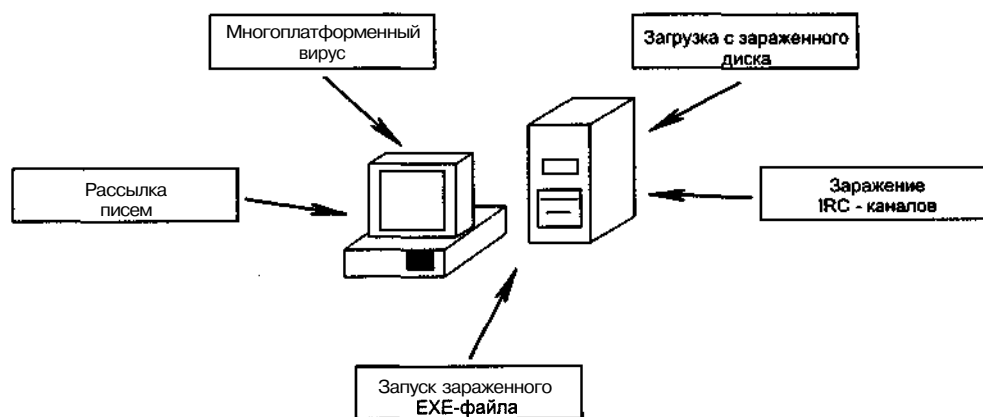 Многоплатформенный
вирус
Загрузка с зараженного
диска
Рассылка
писем
Заражение
IRC - каналов
Запуск зараженного
EXE-файла